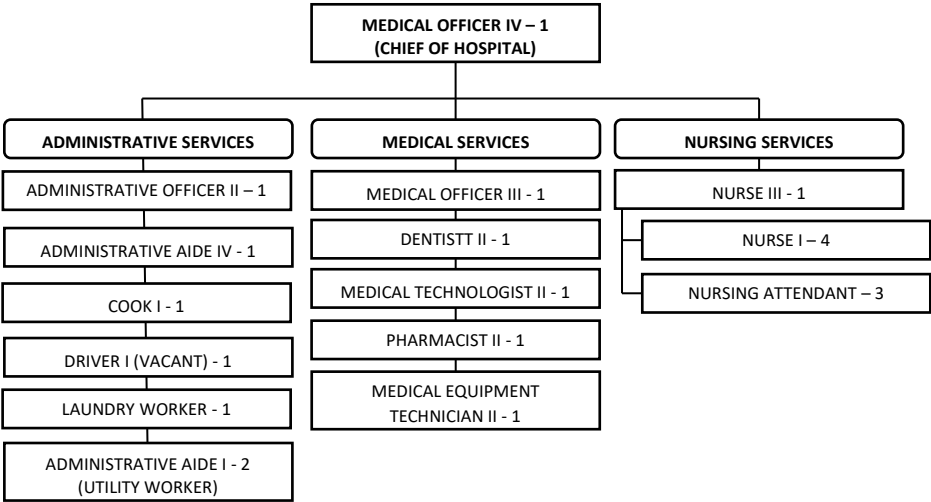 MEDICAL OFFICER IV – 1
(CHIEF OF HOSPITAL)
ADMINISTRATIVE SERVICES
ADMINISTRATIVE OFFICER II – 1
ADMINISTRATIVE AIDE IV - 1
COOK I - 1
DRIVER I (VACANT) - 1
LAUNDRY WORKER - 1
ADMINISTRATIVE AIDE I - 2
(UTILITY WORKER)
MEDICAL SERVICES
MEDICAL OFFICER III - 1
DENTISTT II - 1
MEDICAL TECHNOLOGIST II - 1
PHARMACIST II - 1
MEDICAL EQUIPMENT
TECHNICIAN II - 1
NURSING SERVICES
NURSE III - 1
NURSE I – 4
NURSING ATTENDANT – 3